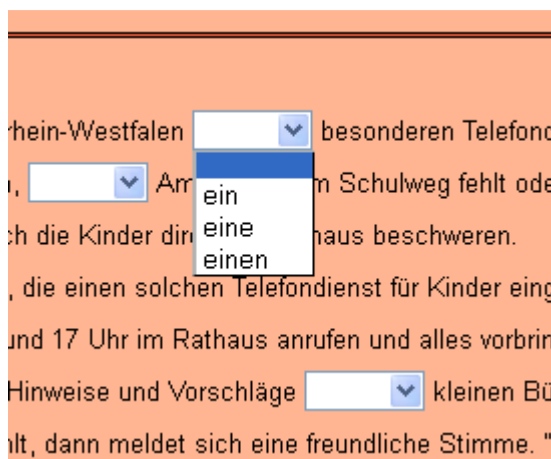 rhein-Westfalen besonderen Telefond
, Am m Schulweg fehlt ode
ein
ch die Kinder dir haus beschweren.
eine
einen
, die einen solchen Telefondienst für Kinder eing
und 17 Uhr im Rathaus anrufen und alles vorbrin
Hinweise und Vorschläge kleinen Bü
hlt, dann meldet sich eine freundliche Stimme. "